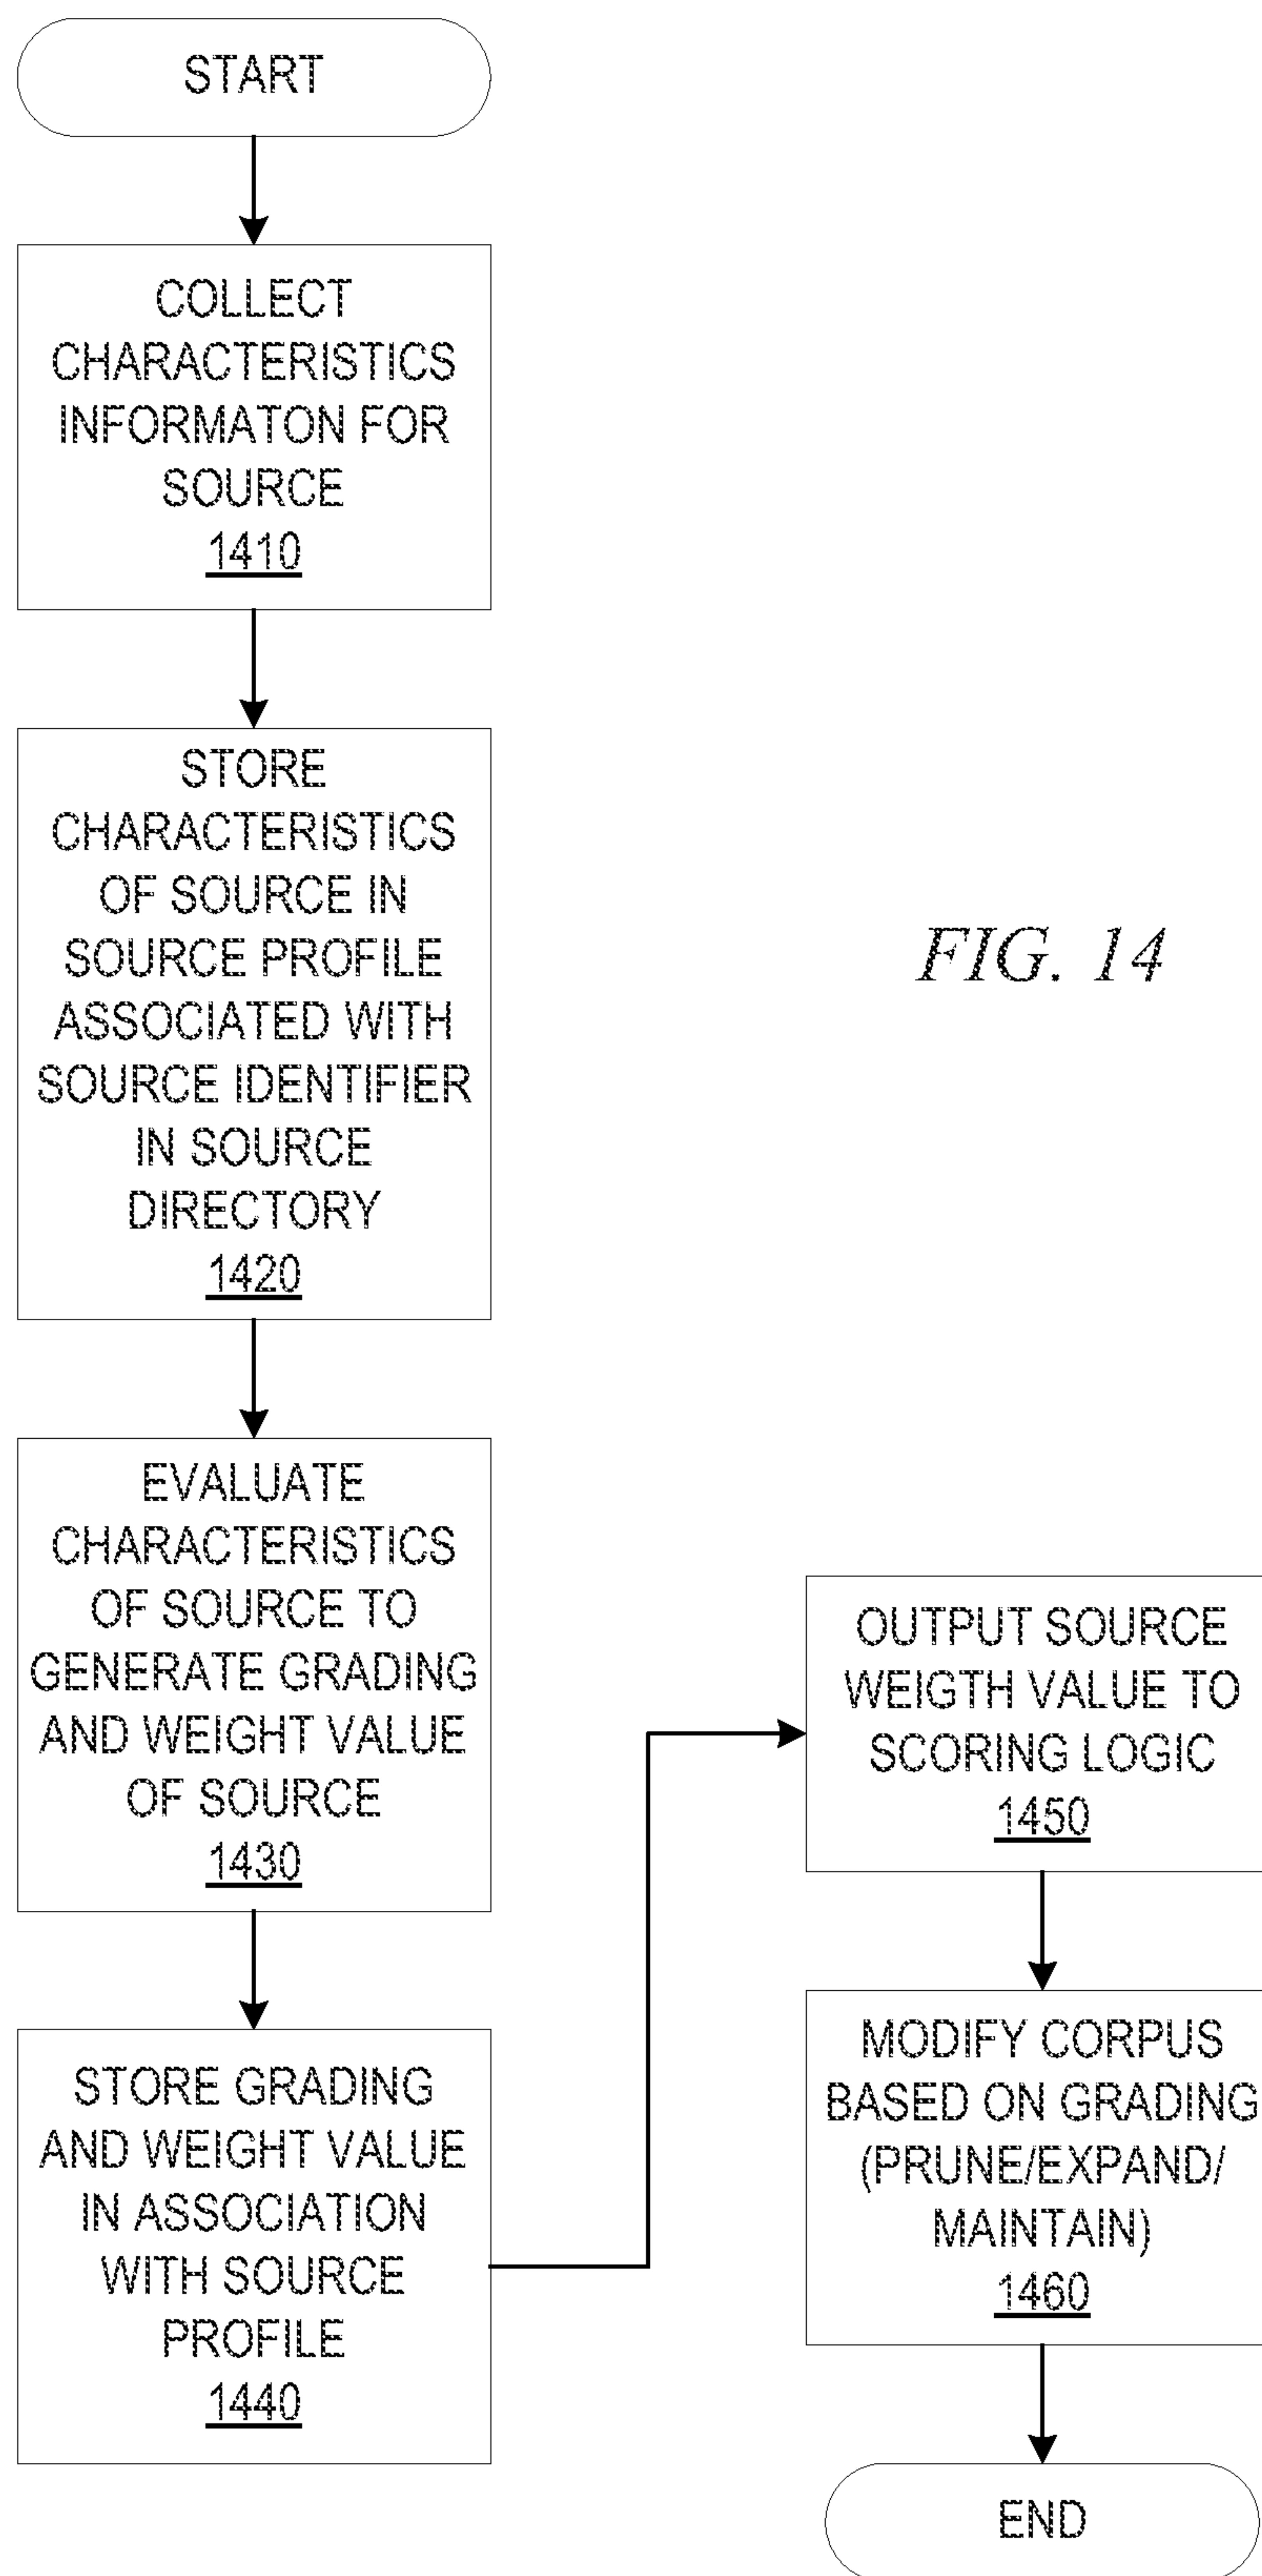 START
COLLECT
CHARACTERISTICS
INFORMATON FOR
SOURCE
1410
STORE
CHARACTERISTICS
OF SOURCE IN
SOURCE PROFILE
ASSOCIATED WITH
SOURCE IDENTIFIER
IN SOURCE
DIRECTORY
1420
EVALUATE
CHARACTERISTICS
OF SOURCE TO
GENERATE GRADING
AND WEIGHT VALUE
OF SOURCE
1430
STORE GRADING
AND WEIGHT VALUE
IN ASSOCIATION
WITH SOURCE
PROFILE
1440
OUTPUT SOURCE
WEIGTH VALUE TO
SCORING LOGIC
1450
MODIFY CORPUS
BASED ON GRADING
(PRUNE/EXPAND/
MAINTAIN)
1460
END
FIG. 14